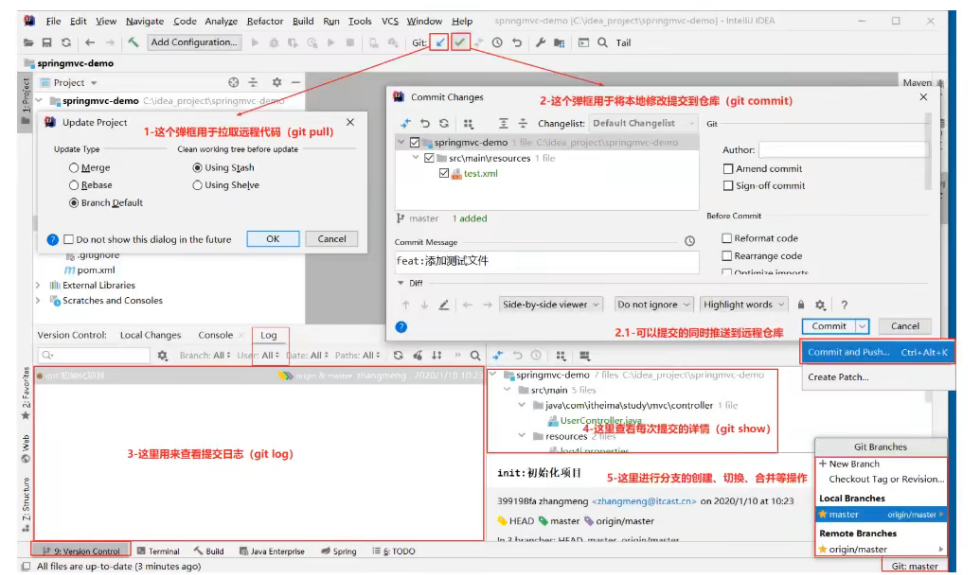 File Edit View Navigate Code Analyze Refactor Build Run Tools VCS Window Help springmvc-demo [C:\idea_project\springmvc-demo] - IntelliJ IDEA
Add Configuration... Git: Tail
springmvc-demo
1: Project
Project
Maven
springmvc-demo C:\idea_project\springmvc-demo
Update Project
1-这个弹框用于拉取远程代码（git pull）
Update Type Clean working tree before update
Merge Using Stash
Rebase Using Shelve
Branch Default
Do not show this dialog in the future OK Cancel
.gitignore
pom.xml
External Libraries
Scratches and Consoles
Commit Changes
2-这个弹框用于将本地修改提交到仓库（git commit）
Changelist: Default Changelist Git
springmvc-demo 1 file C:\idea_project\springmvc-demo
src\main\resources 1 file
test.xml
Author:
Amend commit
Sign-off commit
master 1 added
Before Commit
Commit Message
Reformat code
feat:添加测试文件
Rearrange code
Optimize imports
Diff
Side-by-side viewer Do not ignore Highlight words
2.1-可以提交的同时推送到远程仓库
Commit Cancel
Commit and Push... Ctrl+Alt+K
Create Patch...
Version Control: Local Changes Console Log
Branch: All User: All Date: All Paths: All
origin & master zhangmeng 2020/1/10 10:23
3-这里用来查看提交日志（git log）
springmvc-demo 7 files C:\idea_project\springmvc-demo
src\main 5 files
java\com\itheima\study\mvc\controller 1 file
UserController.java
4-这里查看每次提交的详情（git show）
resources 2 files
log4j.properties
init:初始化项目
5-这里进行分支的创建、切换、合并等操作
399198fa zhangmeng <zhangmeng@itcast.cn> on 2020/1/10 at 10:23
HEAD master origin/master
In 3 branches: HEAD, master, origin/master
Git Branches
+ New Branch
Checkout Tag or Revision...
Local Branches
master origin/master
Remote Branches
origin/master
2: Favorites
Web
Z: Structure
9: Version Control Terminal Build Java Enterprise Spring 6: TODO
All files are up-to-date (3 minutes ago)
Git: master